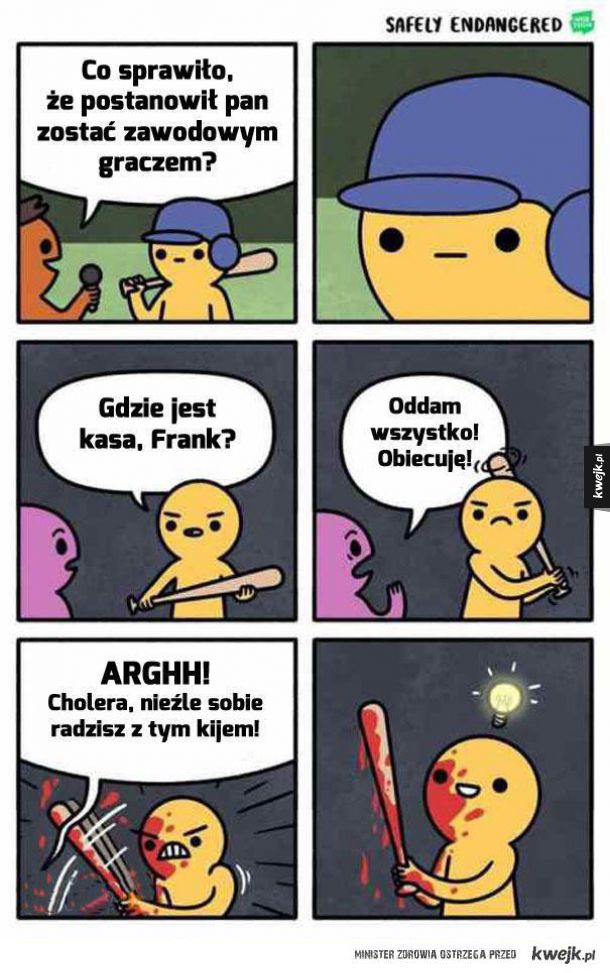 SAFELY ENDANGERED
Co sprawiło,
że postanowił pan
zostać zawodowym
graczem?
Gdzie jest
kasa, Frank?
Oddam
wszystko!
Obiecuję!
kwejk.pl
ARGHH!
Cholera, nieźle sobie
radzisz z tym kijem!
MINISTER ZDROWIA OSTRZEGA PRZED kwejk.pl